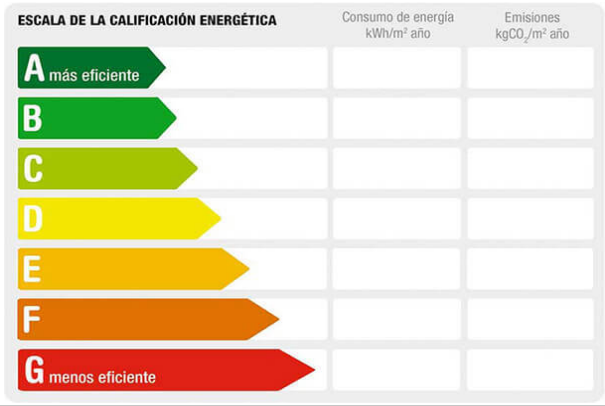 ESCALA DE LA CALIFICACIÓN ENERGÉTICA
Consumo de energía
kWh/m² año
Emisiones
kgCO₂/m² año
A más eficiente
B
C
D
E
F
G menos eficiente